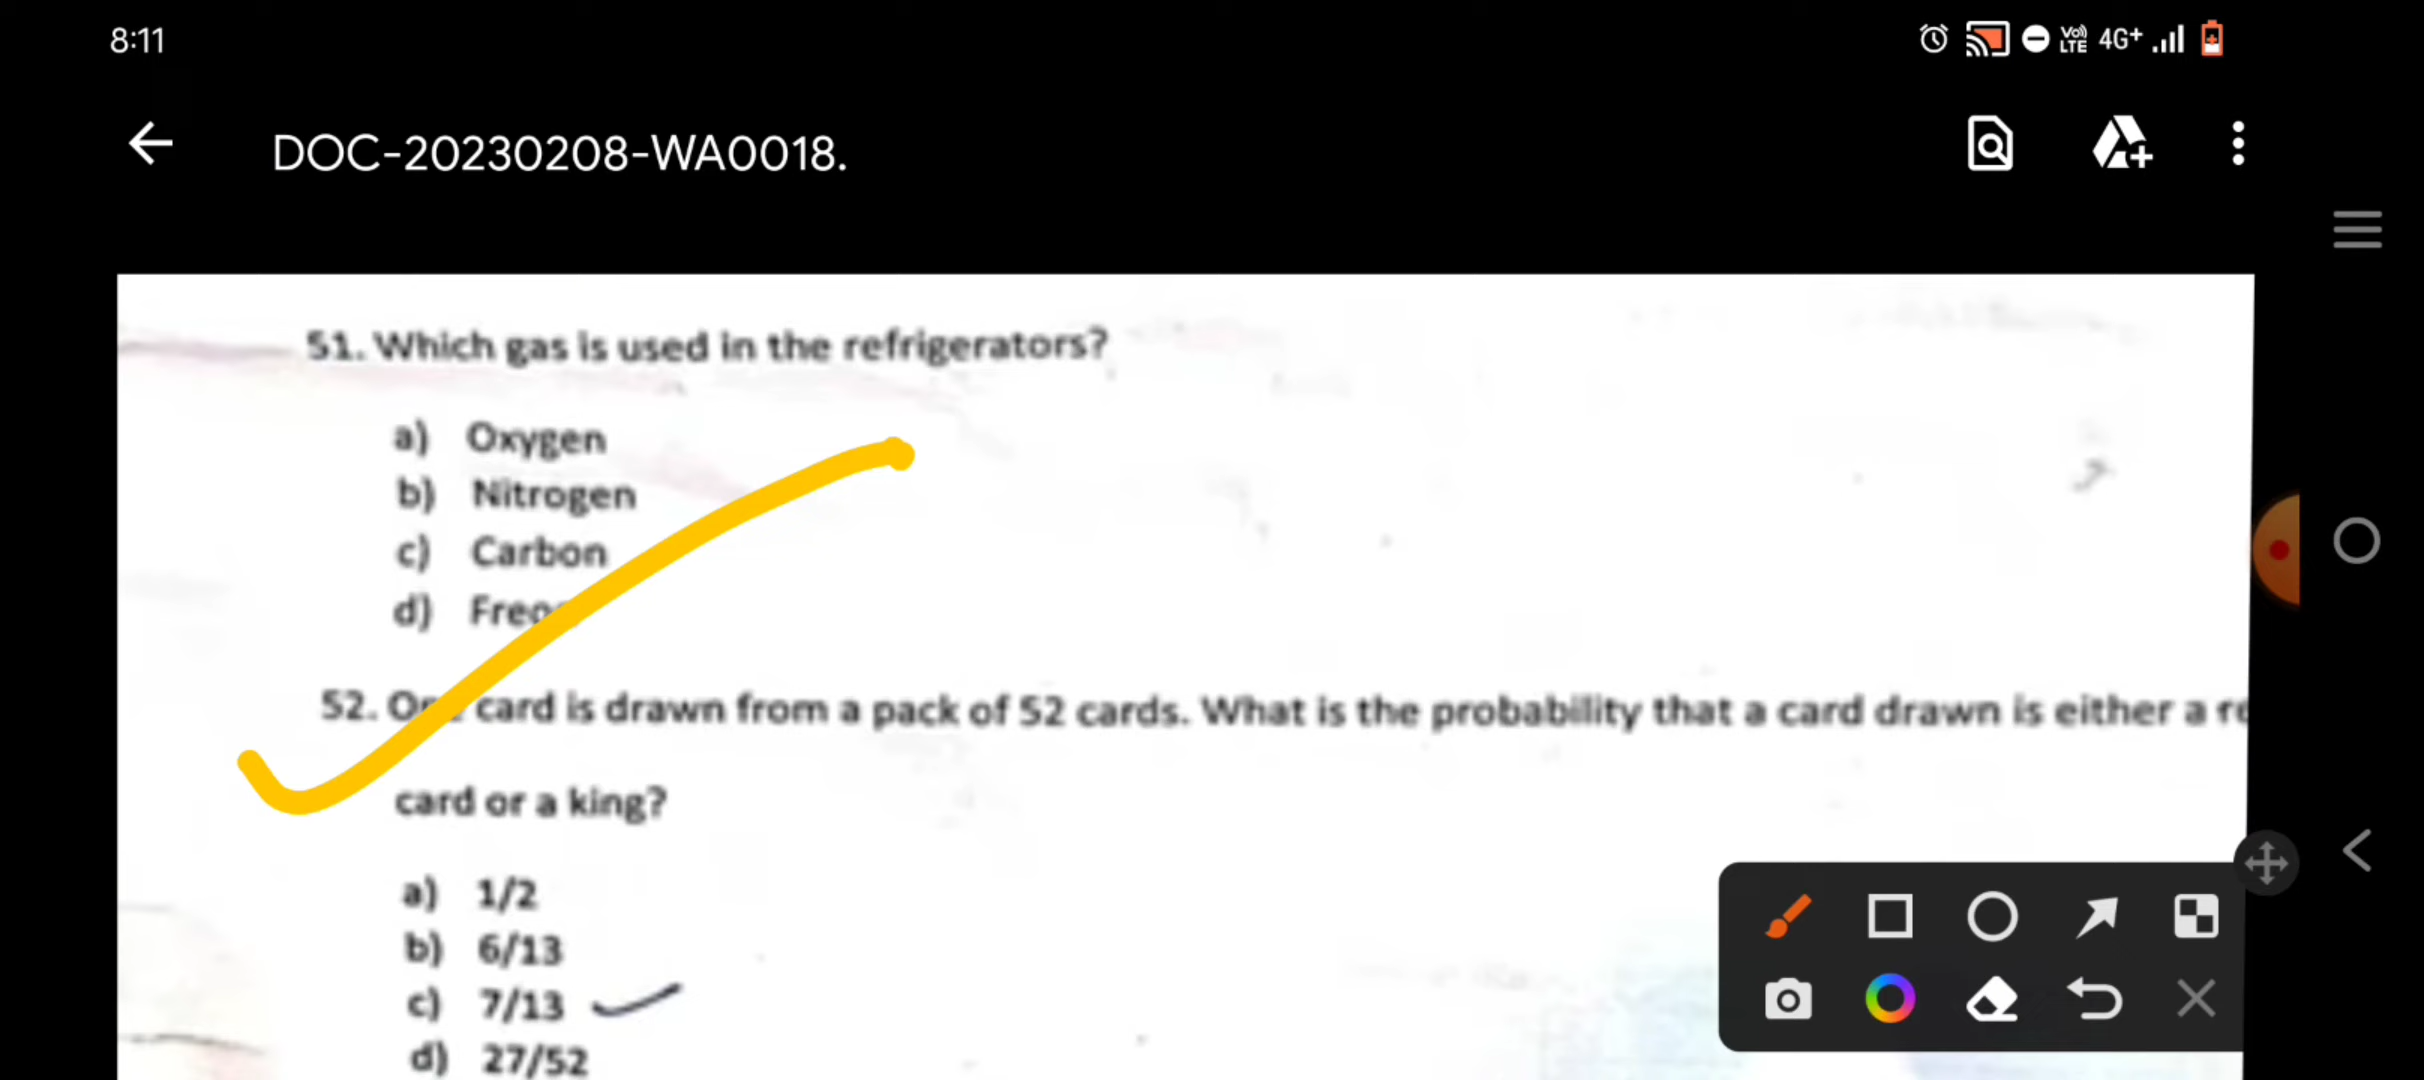 8:11
Vo)) LTE 4G+
DOC-20230208-WA0018.
51. Which gas is used in the refrigerators?
a) Oxygen
b) Nitrogen
c) Carbon
d)
52. card is drawn from a pack of 52 cards. What is the probability that a card drawn is either a
card or a king?
a) 1/2
b) 6/13
c) 7/13
d) 27/52